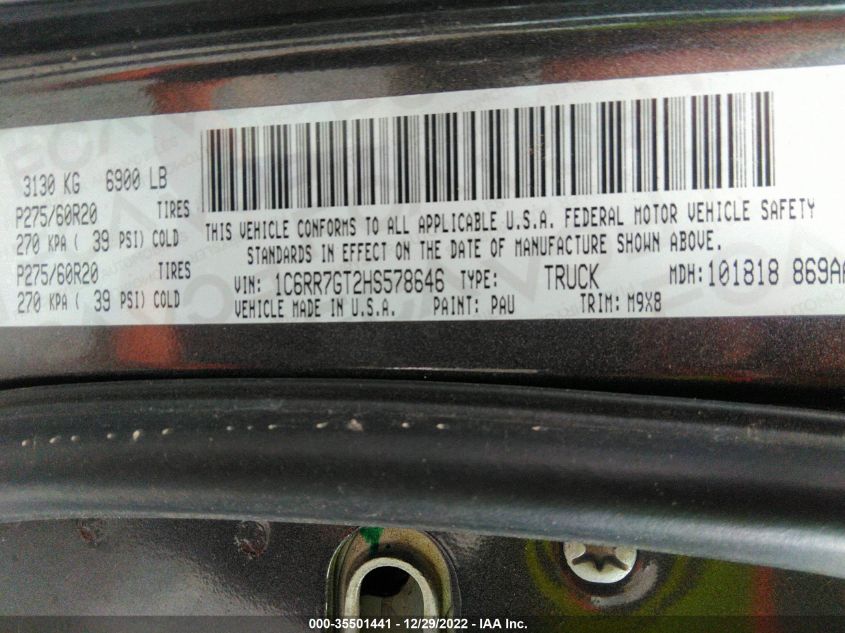 3130 KG 6900 LB
P275/60R20 TIRES
270 KPA ( 39 PSI) COLD
P275/60R20 TIRES
270 KPA ( 39 PSI) COLD
THIS VEHICLE CONFORMS TO ALL APPLICABLE U.S.A. FEDERAL MOTOR VEHICLE SAFETY
STANDARDS IN EFFECT ON THE DATE OF MANUFACTURE SHOWN ABOVE.
VIN: 1C6RR7GT2HS578646 TYPE: TRUCK MDH: 101818 869AA
VEHICLE MADE IN U.S.A. PAINT: PAU TRIM: M9X8
000-35501441 - 12/29/2022 - IAA Inc.